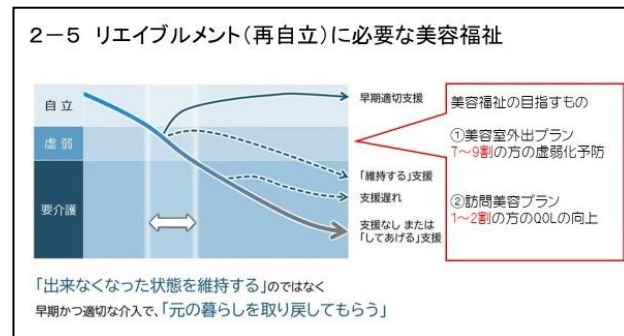 2-5 リエイブルメント(再自立)に必要な美容福祉
自立
虚弱
要介護
早期適切支援
「維持する」支援
支援遅れ
支援なし または
「してあげる」支援
美容福祉の目指すもの
①美容室外出プラン
7~9割の方の虚弱化予防
②訪問美容プラン
1~2割の方のQOLの向上
「出来なくなった状態を維持する」のではなく
早期かつ適切な介入で、「元の暮らしを取り戻してもらう」